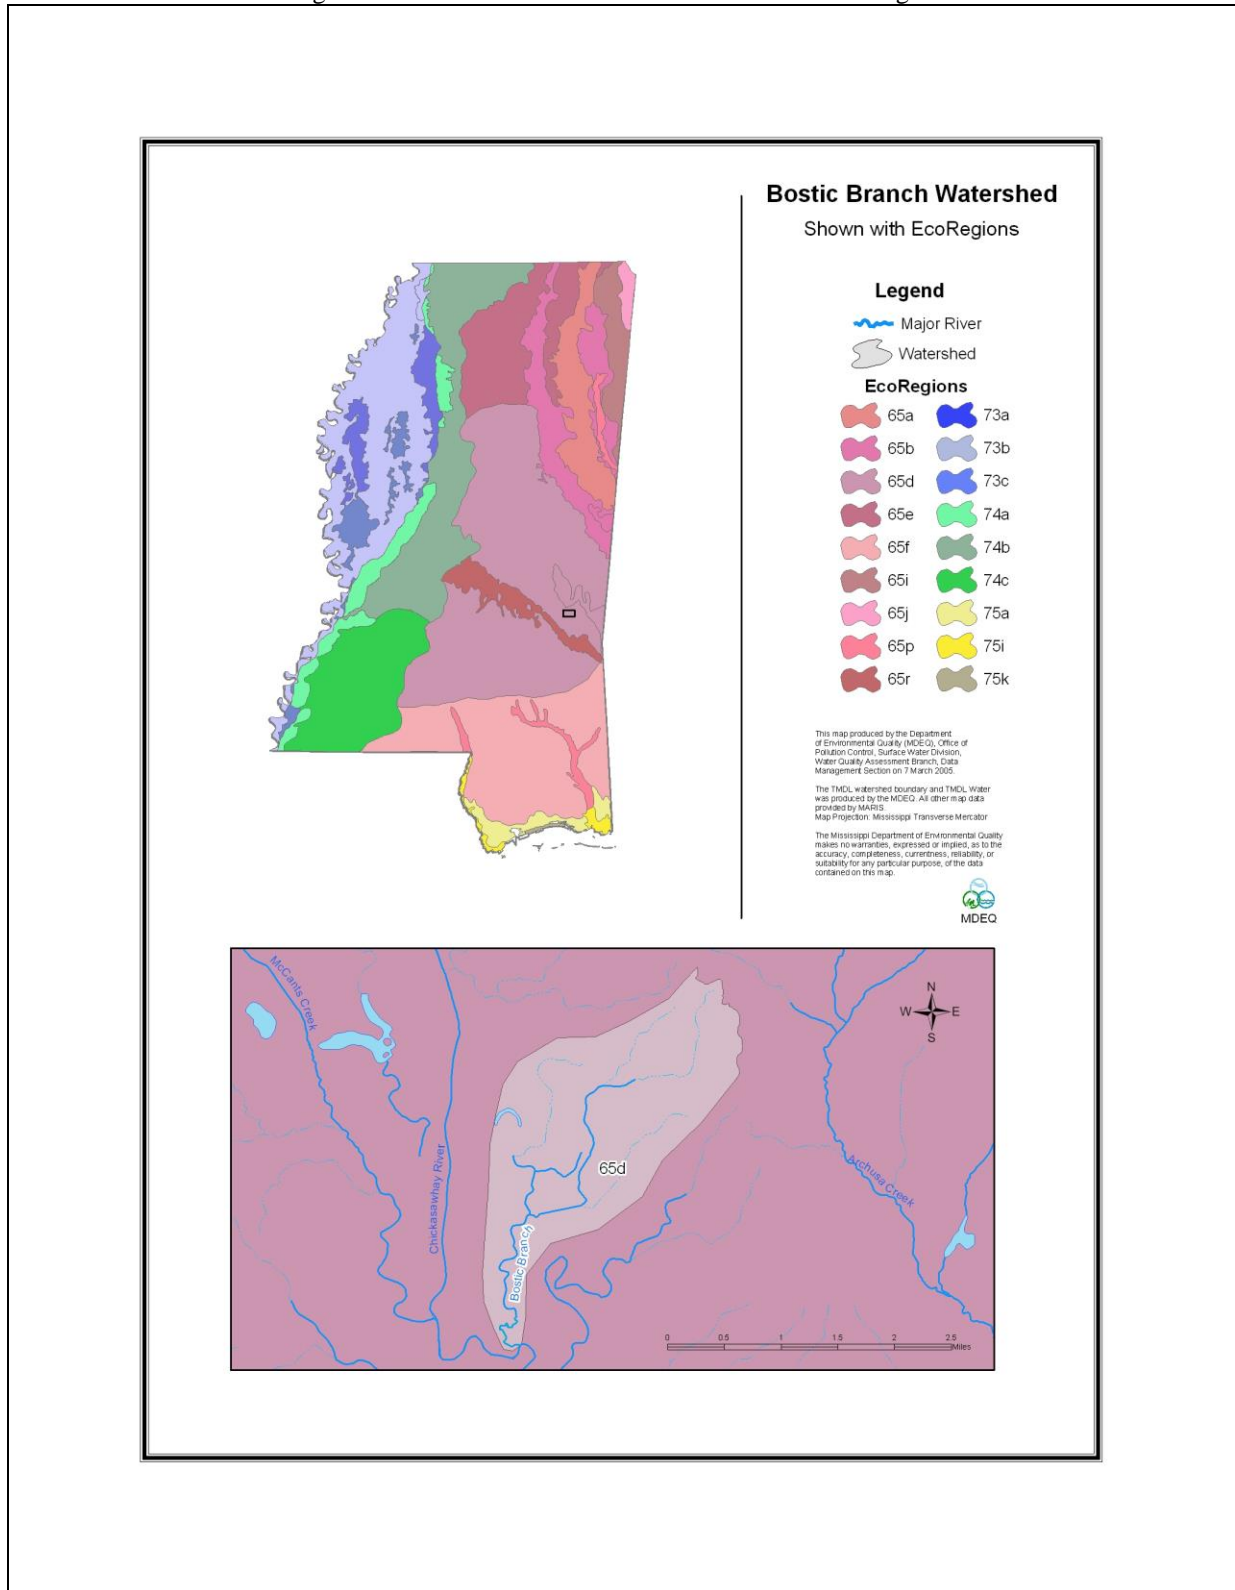 Bostic Branch Watershed
Shown with EcoRegions
Legend
Major River
Watershed
EcoRegions
65a 73a
65b 73b
65d 73c
65e 74a
65f 74b
65i 74c
65j 75a
65p 75i
65r 75k
This map produced by the Department
of Environmental Quality (MDEQ), Office of
Pollution Control, Surface Water Division,
Water Quality Assessment Branch, Data
Management Section on 7 March 2005.
The TMDL watershed boundary and TMDL Water
was produced by the MDEQ. All other map data
provided by MARIS.
Map Projection: Mississippi Transverse Mercator
The Mississippi Department of Environmental Quality
makes no warranties, expressed or implied, as to the
accuracy, completeness, currentness, reliability, or
suitability for any particular purpose, of the data
contained on this map.
MDEQ
McCants Creek
Chickasawhay River
Bostic Branch
65d
Archusa Creek
N
W E
S
0 0.5 1 1.5 2 2.5
Miles